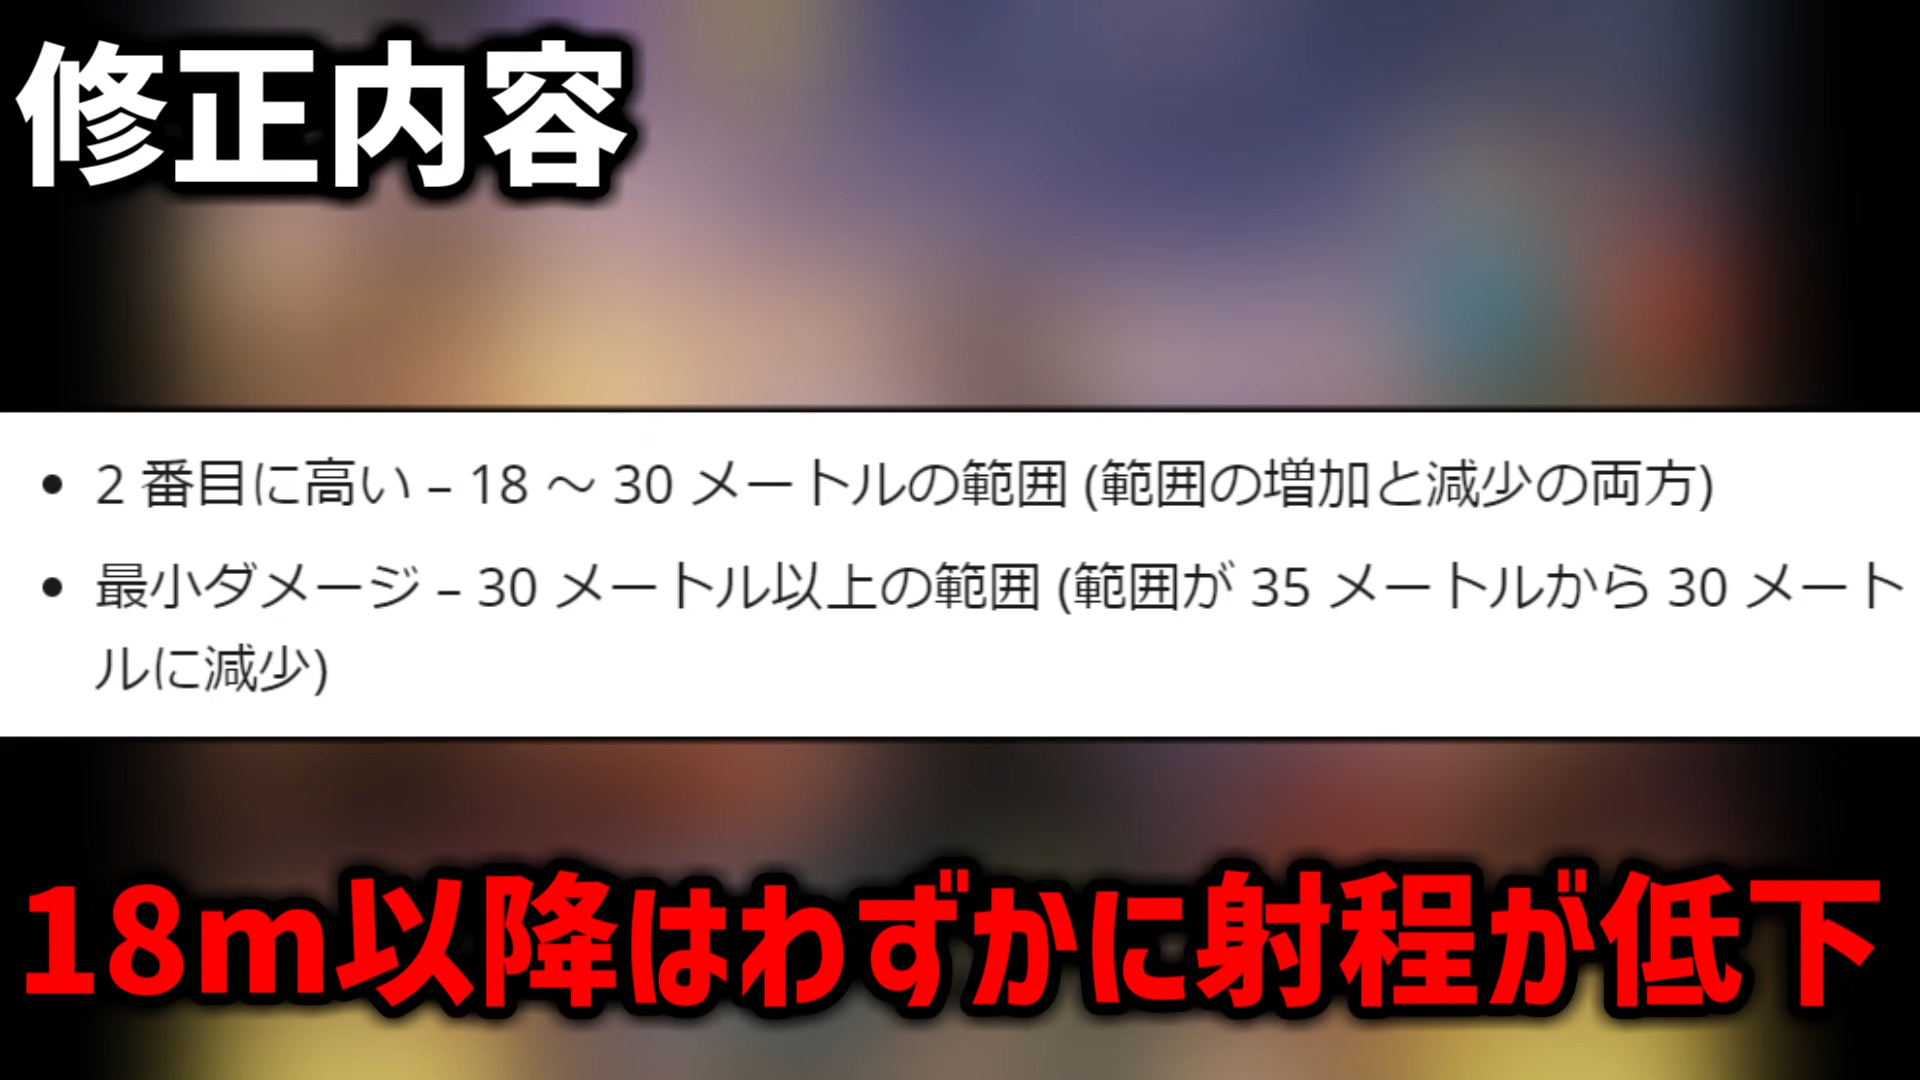 修正内容
• 2 番目に高い – 18 ～ 30 メートルの範囲 (範囲の増加と減少の両方)
• 最小ダメージ – 30 メートル以上の範囲 (範囲が 35 メートルから 30 メート
ルに減少)
18m以降はわずかに射程が低下